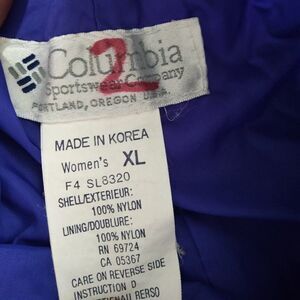 Columbia
2
Sportswear Company
PORTLAND, OREGON U.S.A.
MADE IN KOREA
Women's XL
F4 SL8320
SHELL/EXTERIEUR:
100% NYLON
LINING/DOUBLURE:
100% NYLON
RN 69724
CA 05367
CARE ON REVERSE SIDE
INSTRUCTION D
RERSO